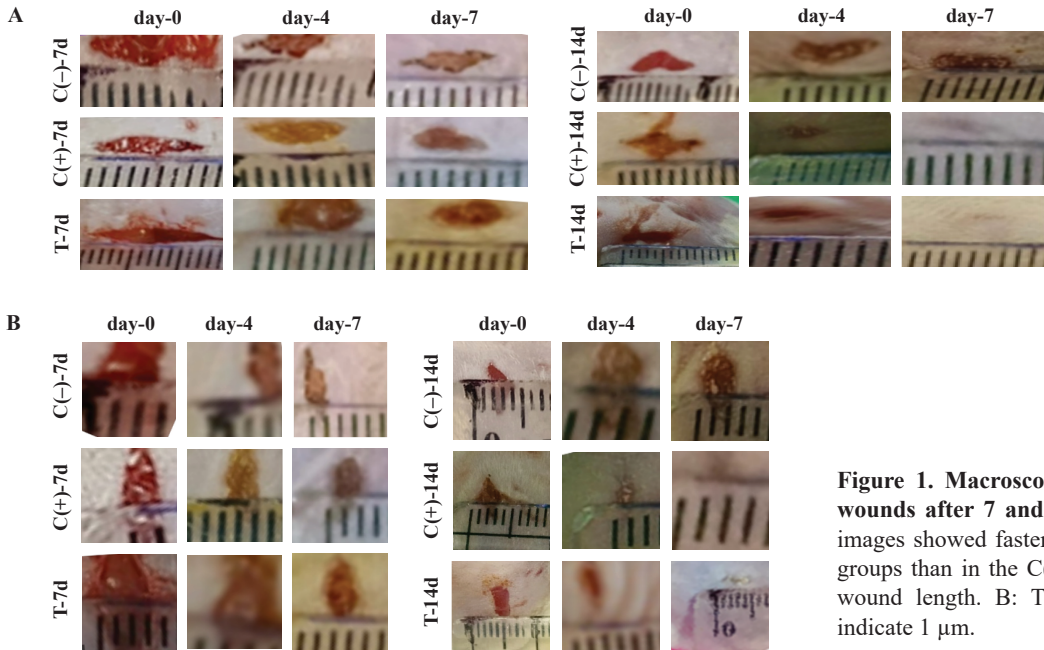 A
day-0 day-4 day-7
day-0 day-4 day-7
C(–)-7d
C(+)-7d
T-7d
C(–)-14d
C(+)-14d
T-14d
B
day-0 day-4 day-7
day-0 day-4 day-7
C(–)-7d
C(+)-7d
T-7d
C(–)-14d
0
C(+)-14d
T-14d
0
Figure 1. Macrosco
wounds after 7 and
images showed faster
groups than in the C
wound length. B: T
indicate 1 µm.